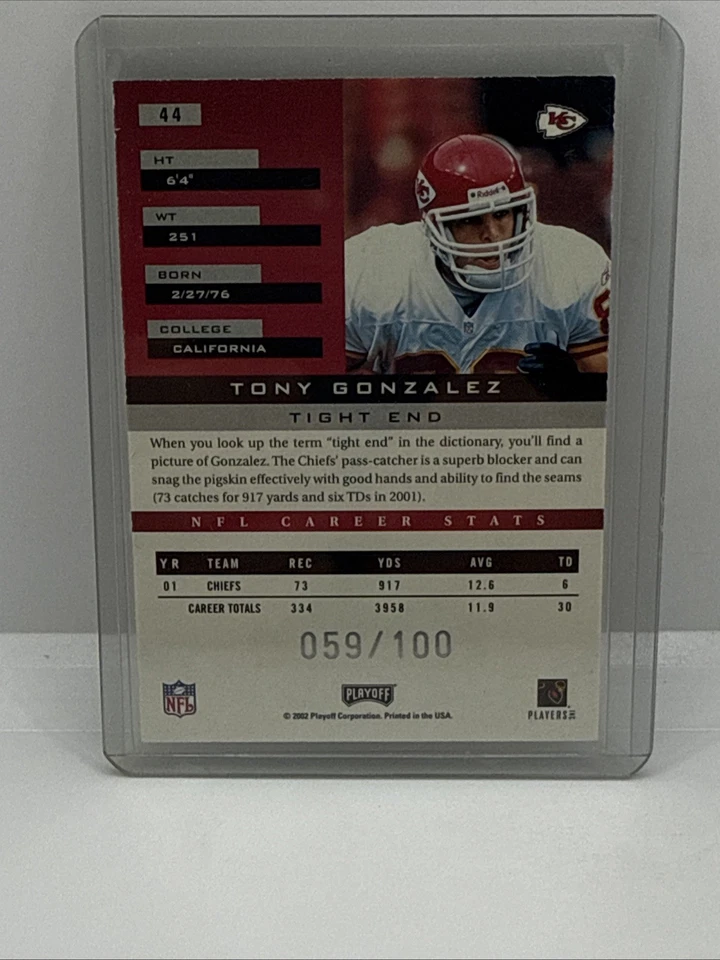 44
KC
HT
6'4"
WT
251
BORN
2/27/76
COLLEGE
CALIFORNIA
Riddell
TONY GONZALEZ
TIGHT END
When you look up the term “tight end” in the dictionary, you’ll find a
picture of Gonzalez. The Chiefs’ pass-catcher is a superb blocker and can
snag the pigskin effectively with good hands and ability to find the seams
(73 catches for 917 yards and six TDs in 2001).
NFL CAREER STATS
YR TEAM REC YDS AVG TD
01 CHIEFS 73 917 12.6 6
CAREER TOTALS 334 3958 11.9 30
059/100
NFL
PLAYOFF
© 2002 Playoff Corporation. Printed in the USA.
PLAYERS INC